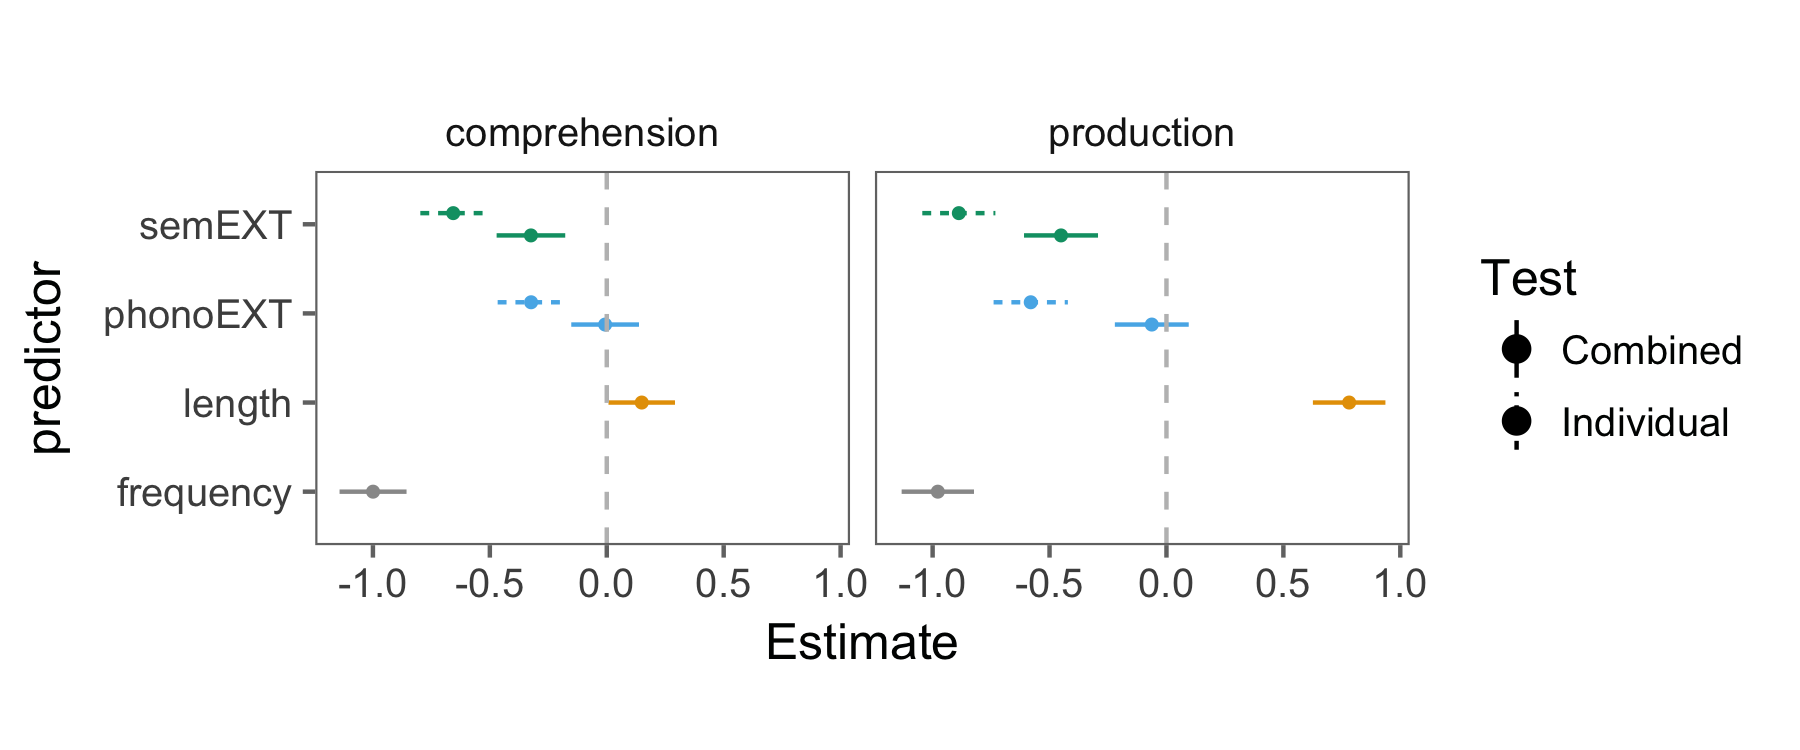 comprehension
production
predictor
semEXT
phonoEXT
length
frequency
-1.0 -0.5 0.0 0.5 1.0
-1.0 -0.5 0.0 0.5 1.0
Estimate
Test
Combined
Individual